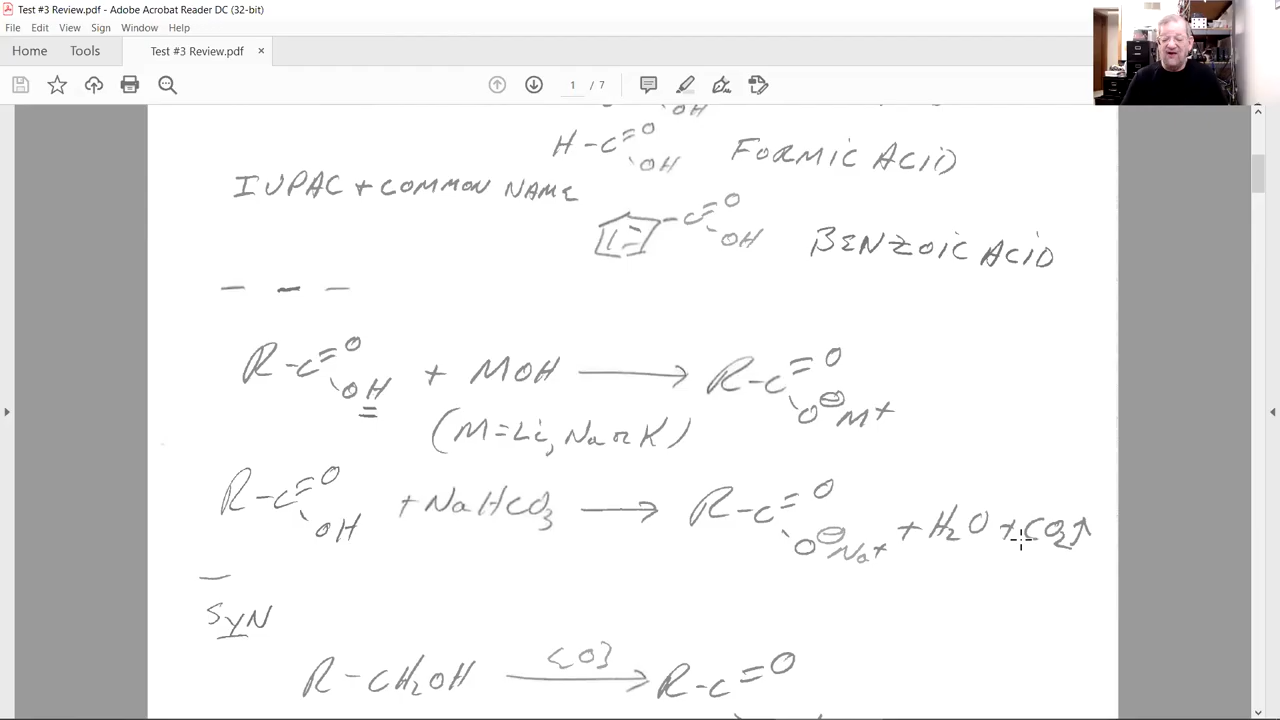 Test #3 Review.pdf - Adobe Acrobat Reader DC (32-bit)
File Edit View Sign Window Help
Home Tools Test #3 Review.pdf ×
1 / 7
OH
H-C=O
OH
FORMIC ACID
IUPAC + COMMON NAME
-C=O
OH
BENZOIC ACID
- - -
R-C=O + MOH → R-C=O
OH O⊖M+
(M=Li, Na or K)
R-C=O + NaHCO3 → R-C=O + H2O + CO2↑
OH O⊖Na+
SYN
R-CH2OH {O} → R-C=O